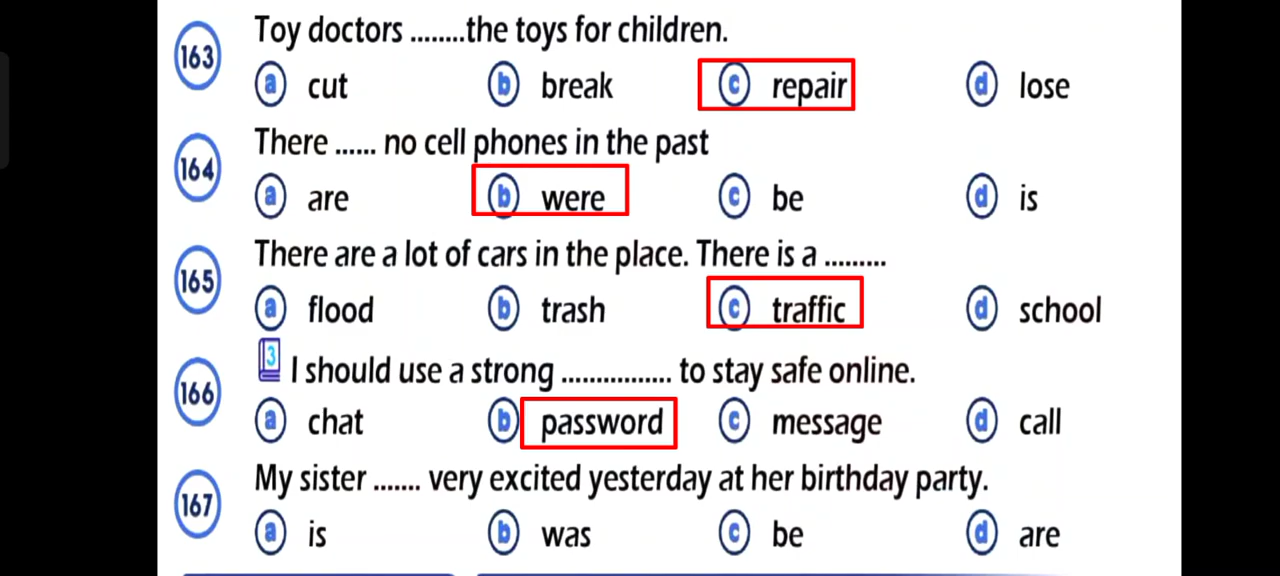 163 Toy doctors ........the toys for children.
a cut b break c repair d lose
164 There ...... no cell phones in the past
a are b were c be d is
165 There are a lot of cars in the place. There is a .........
a flood b trash c traffic d school
3 I should use a strong ................ to stay safe online.
166
a chat b password c message d call
167 My sister ....... very excited yesterday at her birthday party.
a is b was c be d are